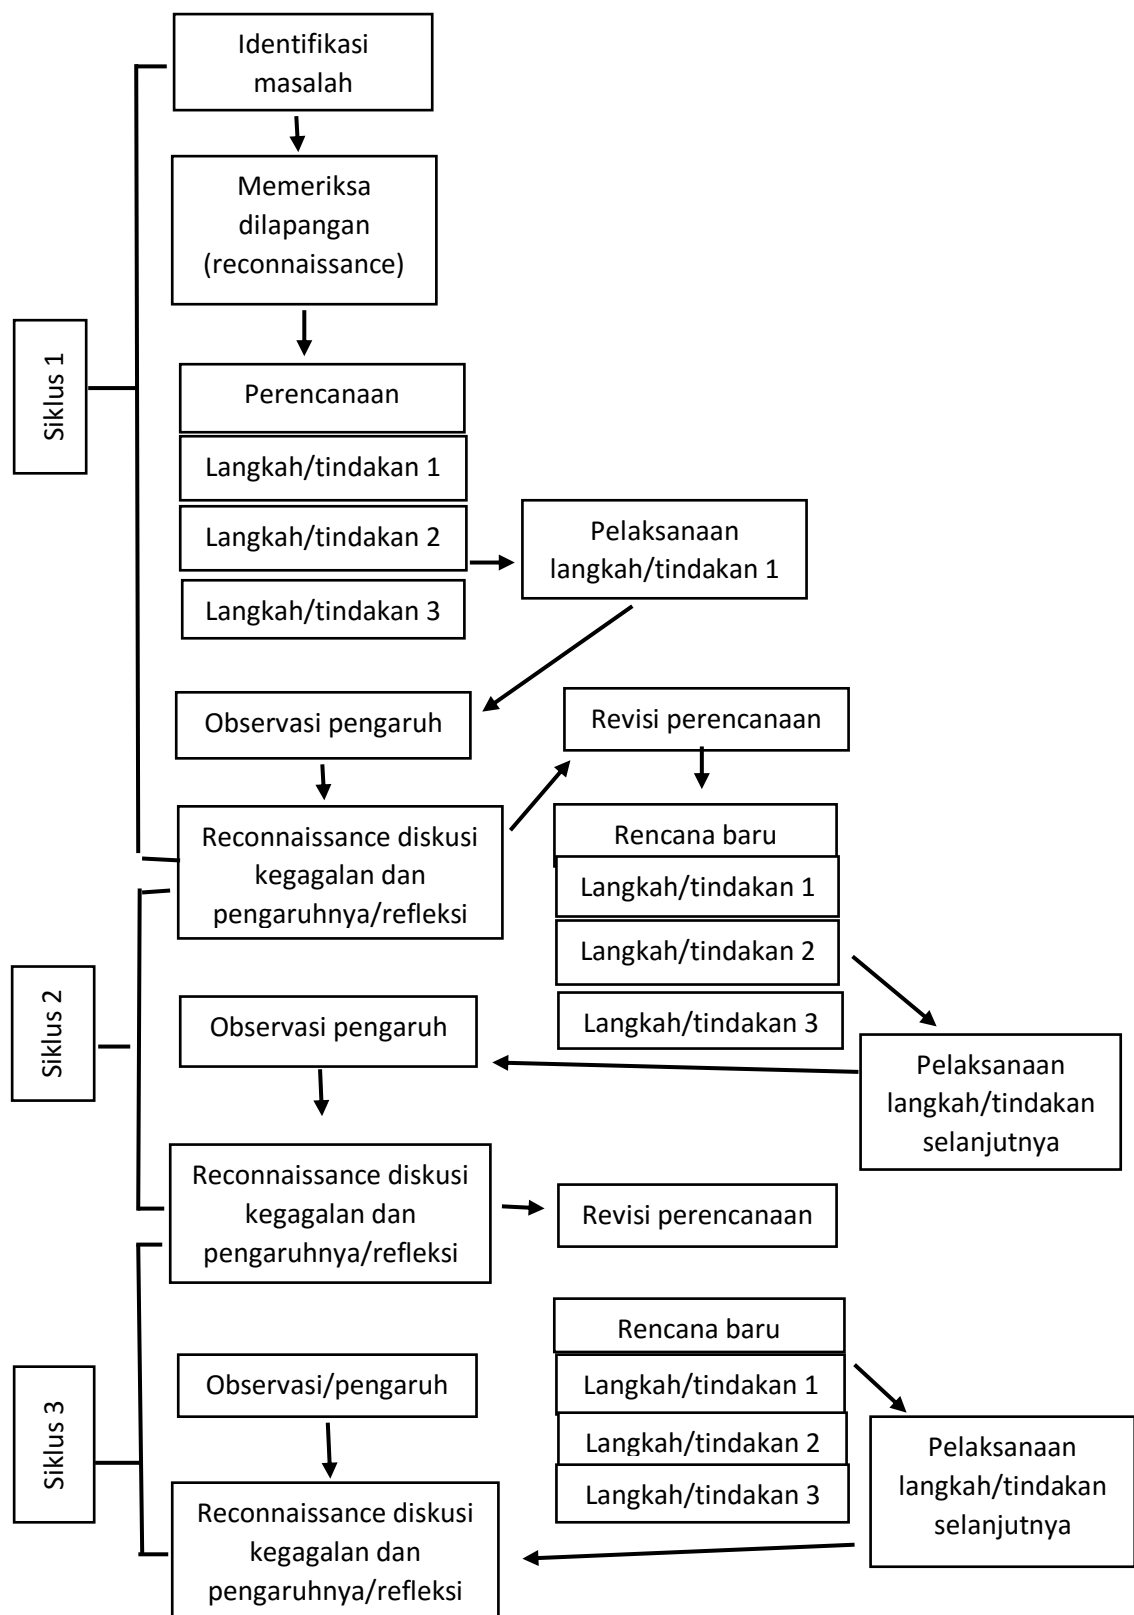 Identifikasi
masalah
Memeriksa
dilapangan
(reconnaissance)
Siklus 1
Perencanaan
Langkah/tindakan 1
Langkah/tindakan 2
Langkah/tindakan 3
Pelaksanaan
langkah/tindakan 1
Observasi pengaruh
Revisi perencanaan
Reconnaissance diskusi
kegagalan dan
pengaruhnya/refleksi
Rencana baru
Langkah/tindakan 1
Langkah/tindakan 2
Langkah/tindakan 3
Siklus 2
Observasi pengaruh
Pelaksanaan
langkah/tindakan
selanjutnya
Reconnaissance diskusi
kegagalan dan
pengaruhnya/refleksi
Revisi perencanaan
Siklus 3
Rencana baru
Langkah/tindakan 1
Langkah/tindakan 2
Langkah/tindakan 3
Observasi/pengaruh
Pelaksanaan
langkah/tindakan
selanjutnya
Reconnaissance diskusi
kegagalan dan
pengaruhnya/refleksi